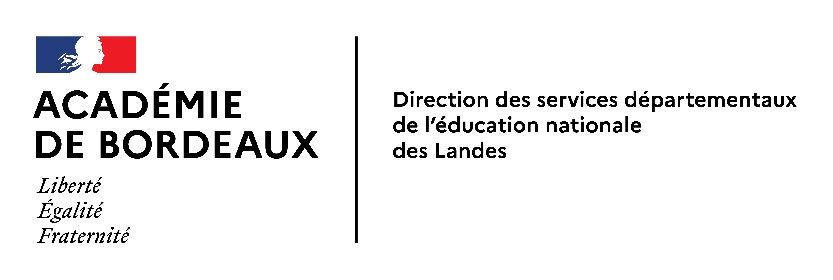 ACADÉMIE
DE BORDEAUX
Liberté
Égalité
Fraternité
Direction des services départementaux
de l’éducation nationale
des Landes